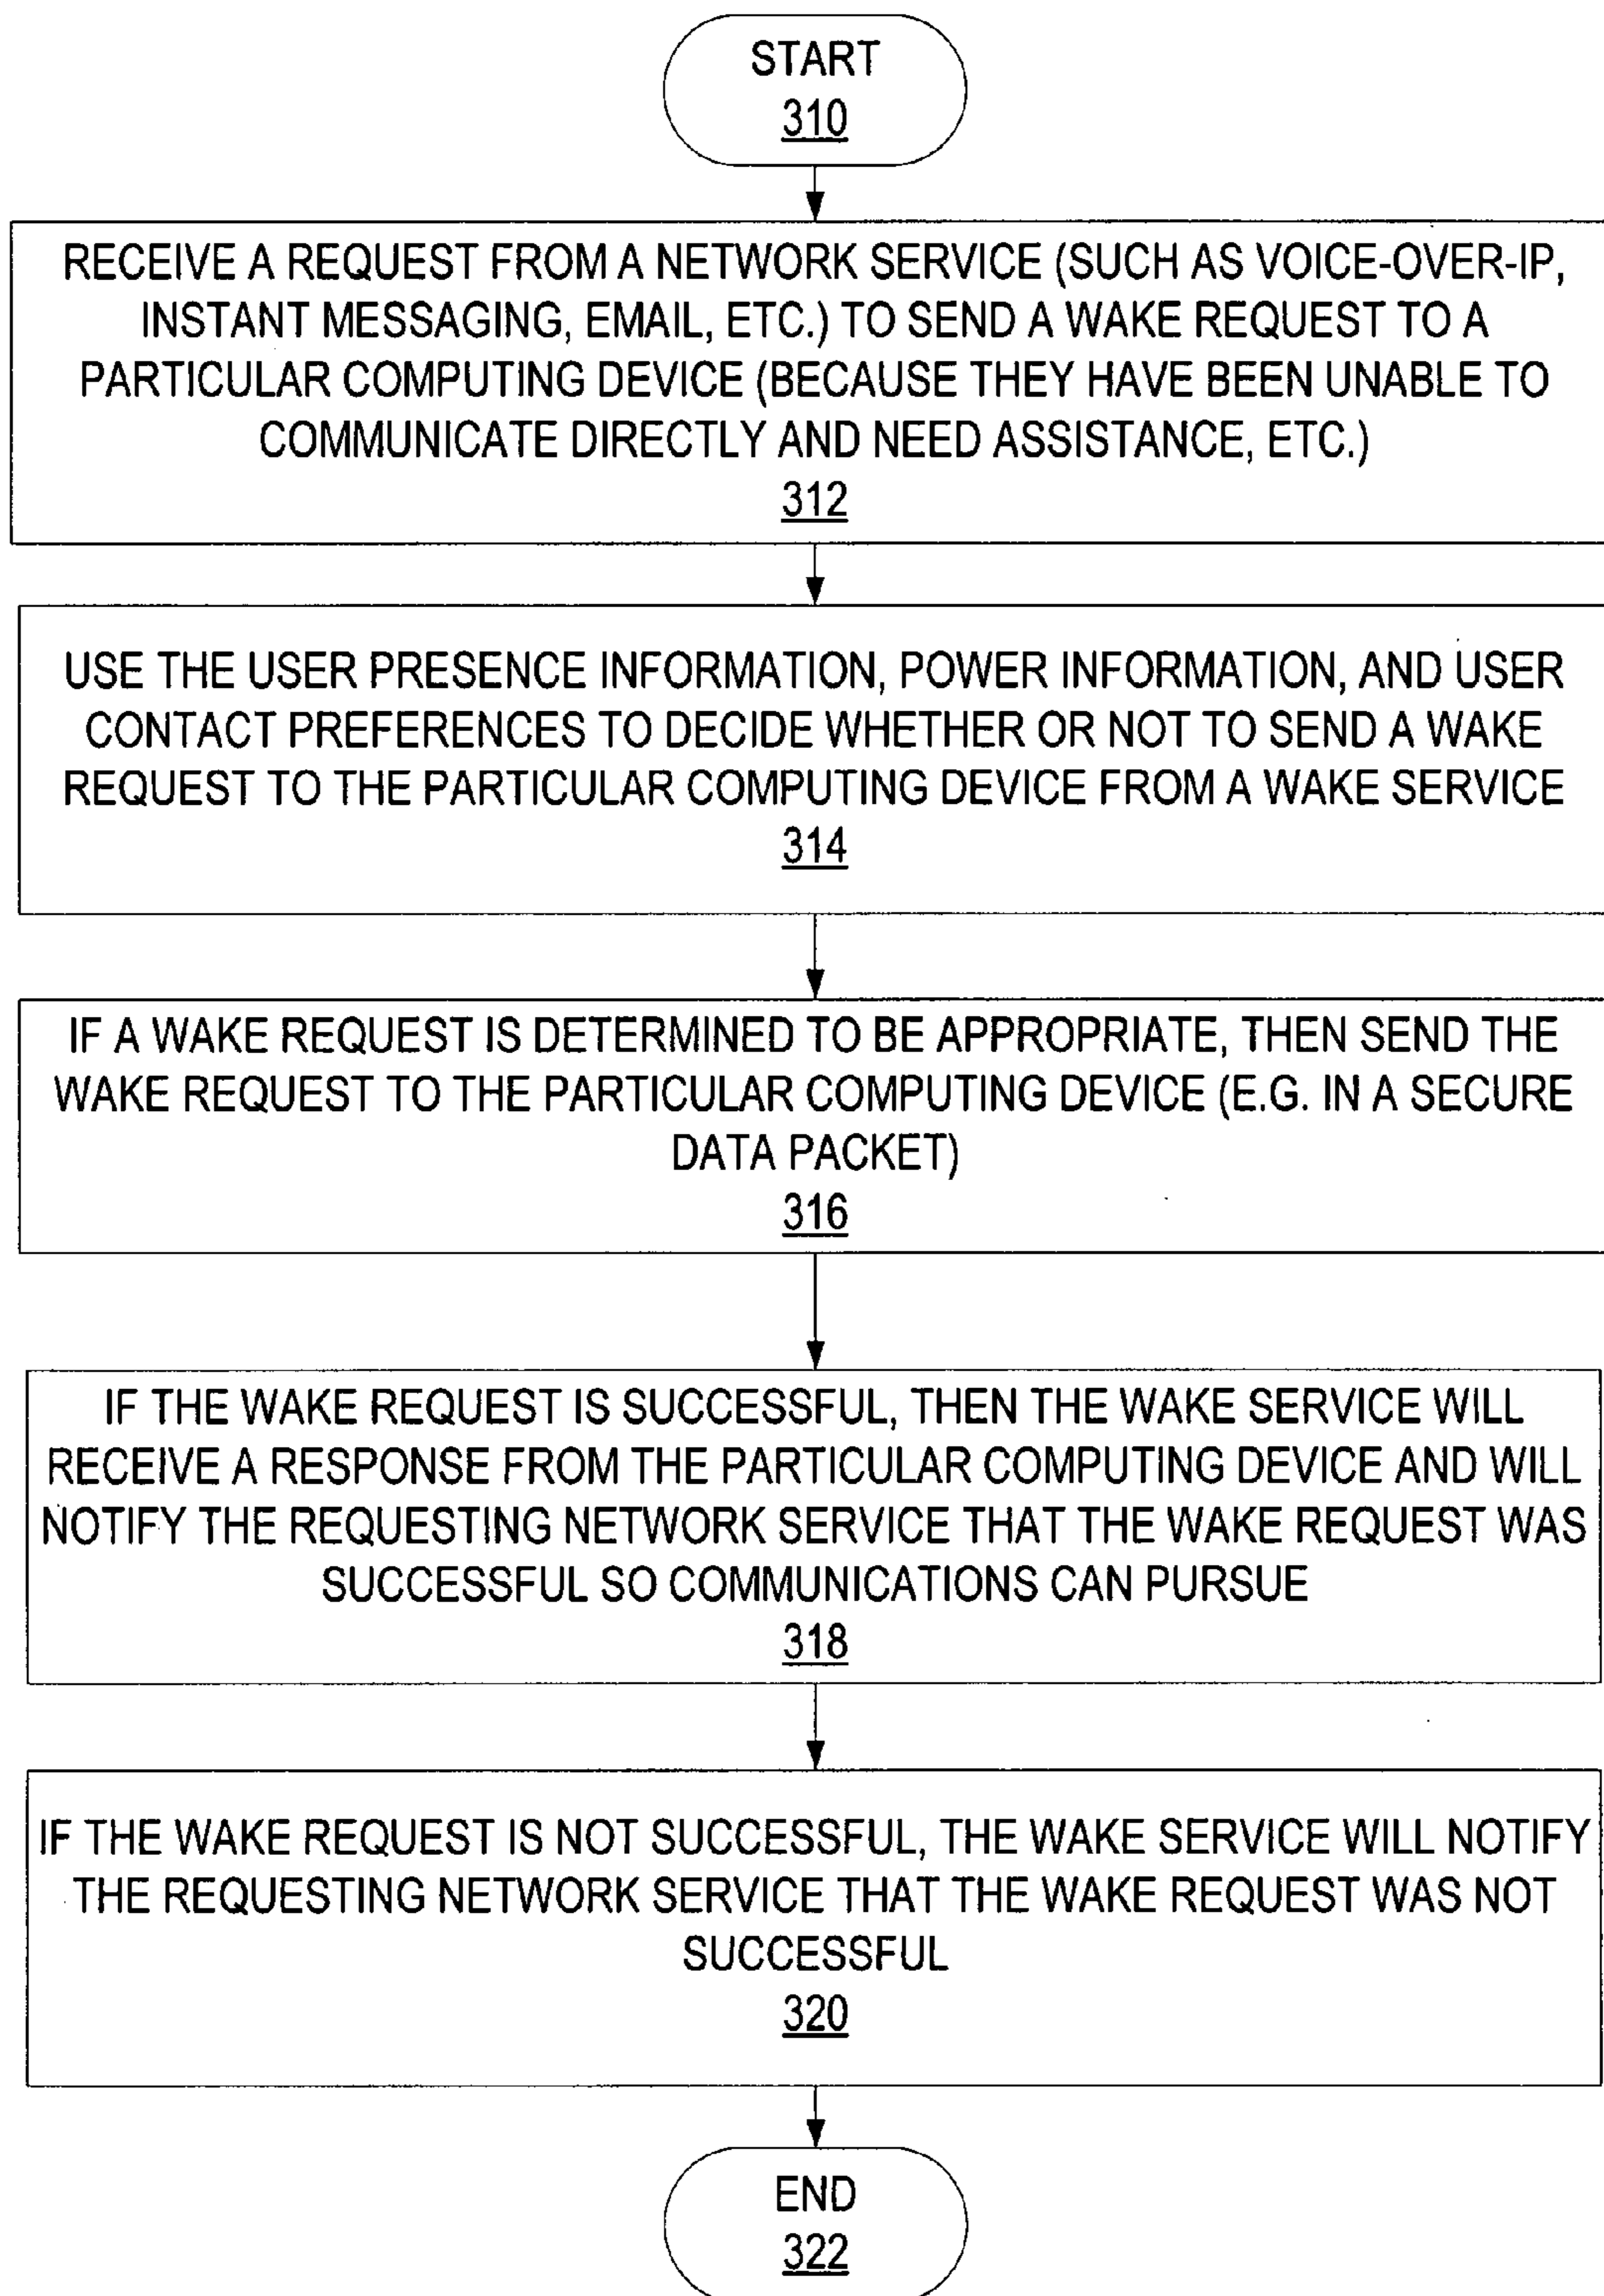 START
310
RECEIVE A REQUEST FROM A NETWORK SERVICE (SUCH AS VOICE-OVER-IP,
INSTANT MESSAGING, EMAIL, ETC.) TO SEND A WAKE REQUEST TO A
PARTICULAR COMPUTING DEVICE (BECAUSE THEY HAVE BEEN UNABLE TO
COMMUNICATE DIRECTLY AND NEED ASSISTANCE, ETC.)
312
USE THE USER PRESENCE INFORMATION, POWER INFORMATION, AND USER
CONTACT PREFERENCES TO DECIDE WHETHER OR NOT TO SEND A WAKE
REQUEST TO THE PARTICULAR COMPUTING DEVICE FROM A WAKE SERVICE
314
IF A WAKE REQUEST IS DETERMINED TO BE APPROPRIATE, THEN SEND THE
WAKE REQUEST TO THE PARTICULAR COMPUTING DEVICE (E.G. IN A SECURE
DATA PACKET)
316
IF THE WAKE REQUEST IS SUCCESSFUL, THEN THE WAKE SERVICE WILL
RECEIVE A RESPONSE FROM THE PARTICULAR COMPUTING DEVICE AND WILL
NOTIFY THE REQUESTING NETWORK SERVICE THAT THE WAKE REQUEST WAS
SUCCESSFUL SO COMMUNICATIONS CAN PURSUE
318
IF THE WAKE REQUEST IS NOT SUCCESSFUL, THE WAKE SERVICE WILL NOTIFY
THE REQUESTING NETWORK SERVICE THAT THE WAKE REQUEST WAS NOT
SUCCESSFUL
320
END
322